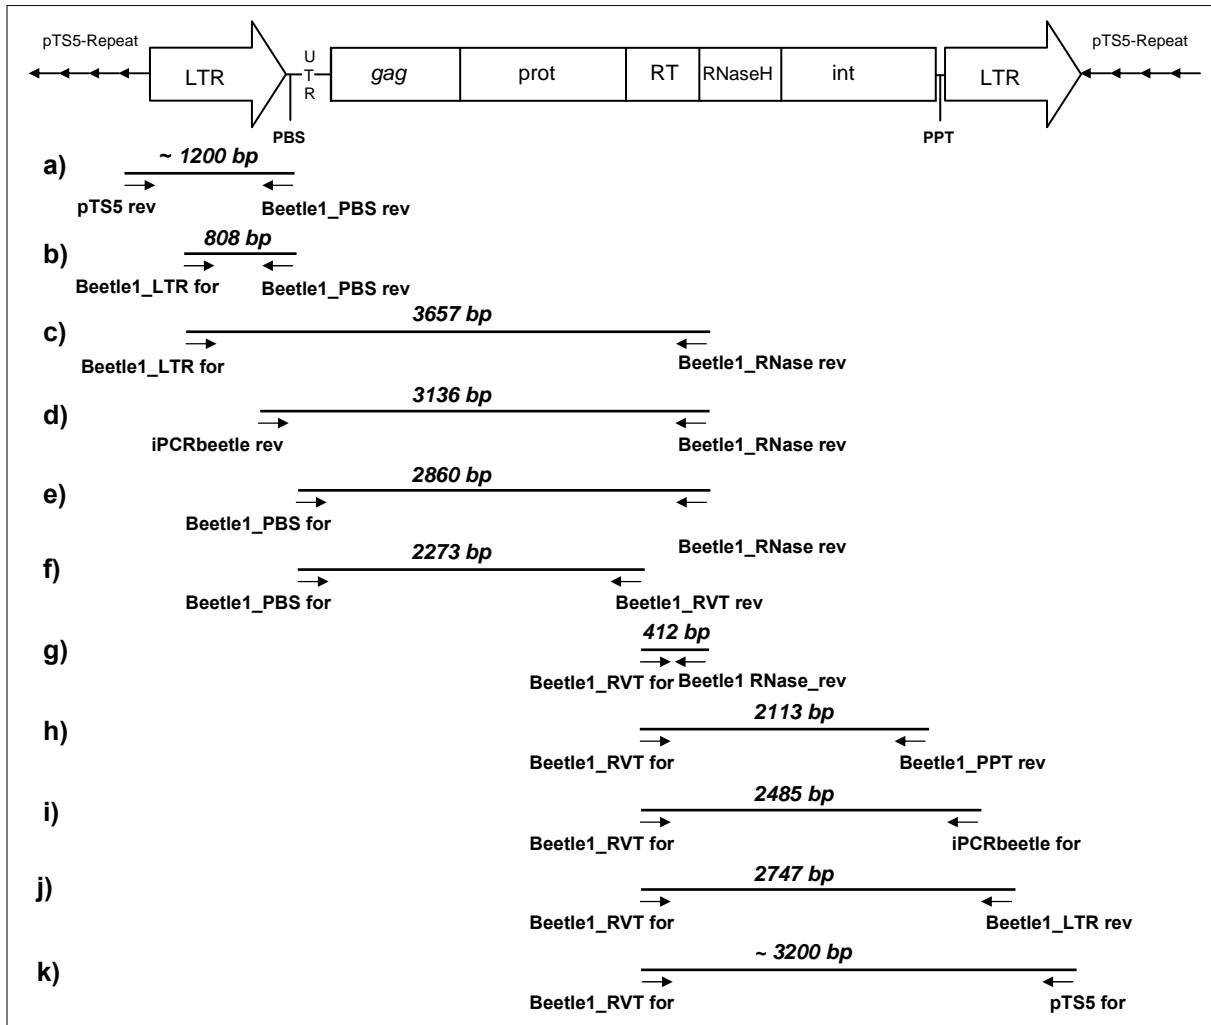 pTS5-Repeat
LTR
U
T
R
gag
prot
RT
RNaseH
int
LTR
pTS5-Repeat
PBS
PPT
a)
~ 1200 bp
pTS5 rev
Beetle1_PBS rev
b)
808 bp
Beetle1_LTR for
Beetle1_PBS rev
c)
3657 bp
Beetle1_LTR for
Beetle1_RNase rev
d)
3136 bp
iPCRbeetle rev
Beetle1_RNase rev
e)
2860 bp
Beetle1_PBS for
Beetle1_RNase rev
f)
2273 bp
Beetle1_PBS for
Beetle1_RVT rev
g)
412 bp
Beetle1_RVT for
Beetle1 RNase_rev
h)
2113 bp
Beetle1_RVT for
Beetle1_PPT rev
i)
2485 bp
Beetle1_RVT for
iPCRbeetle for
j)
2747 bp
Beetle1_RVT for
Beetle1_LTR rev
k)
~ 3200 bp
Beetle1_RVT for
pTS5 for